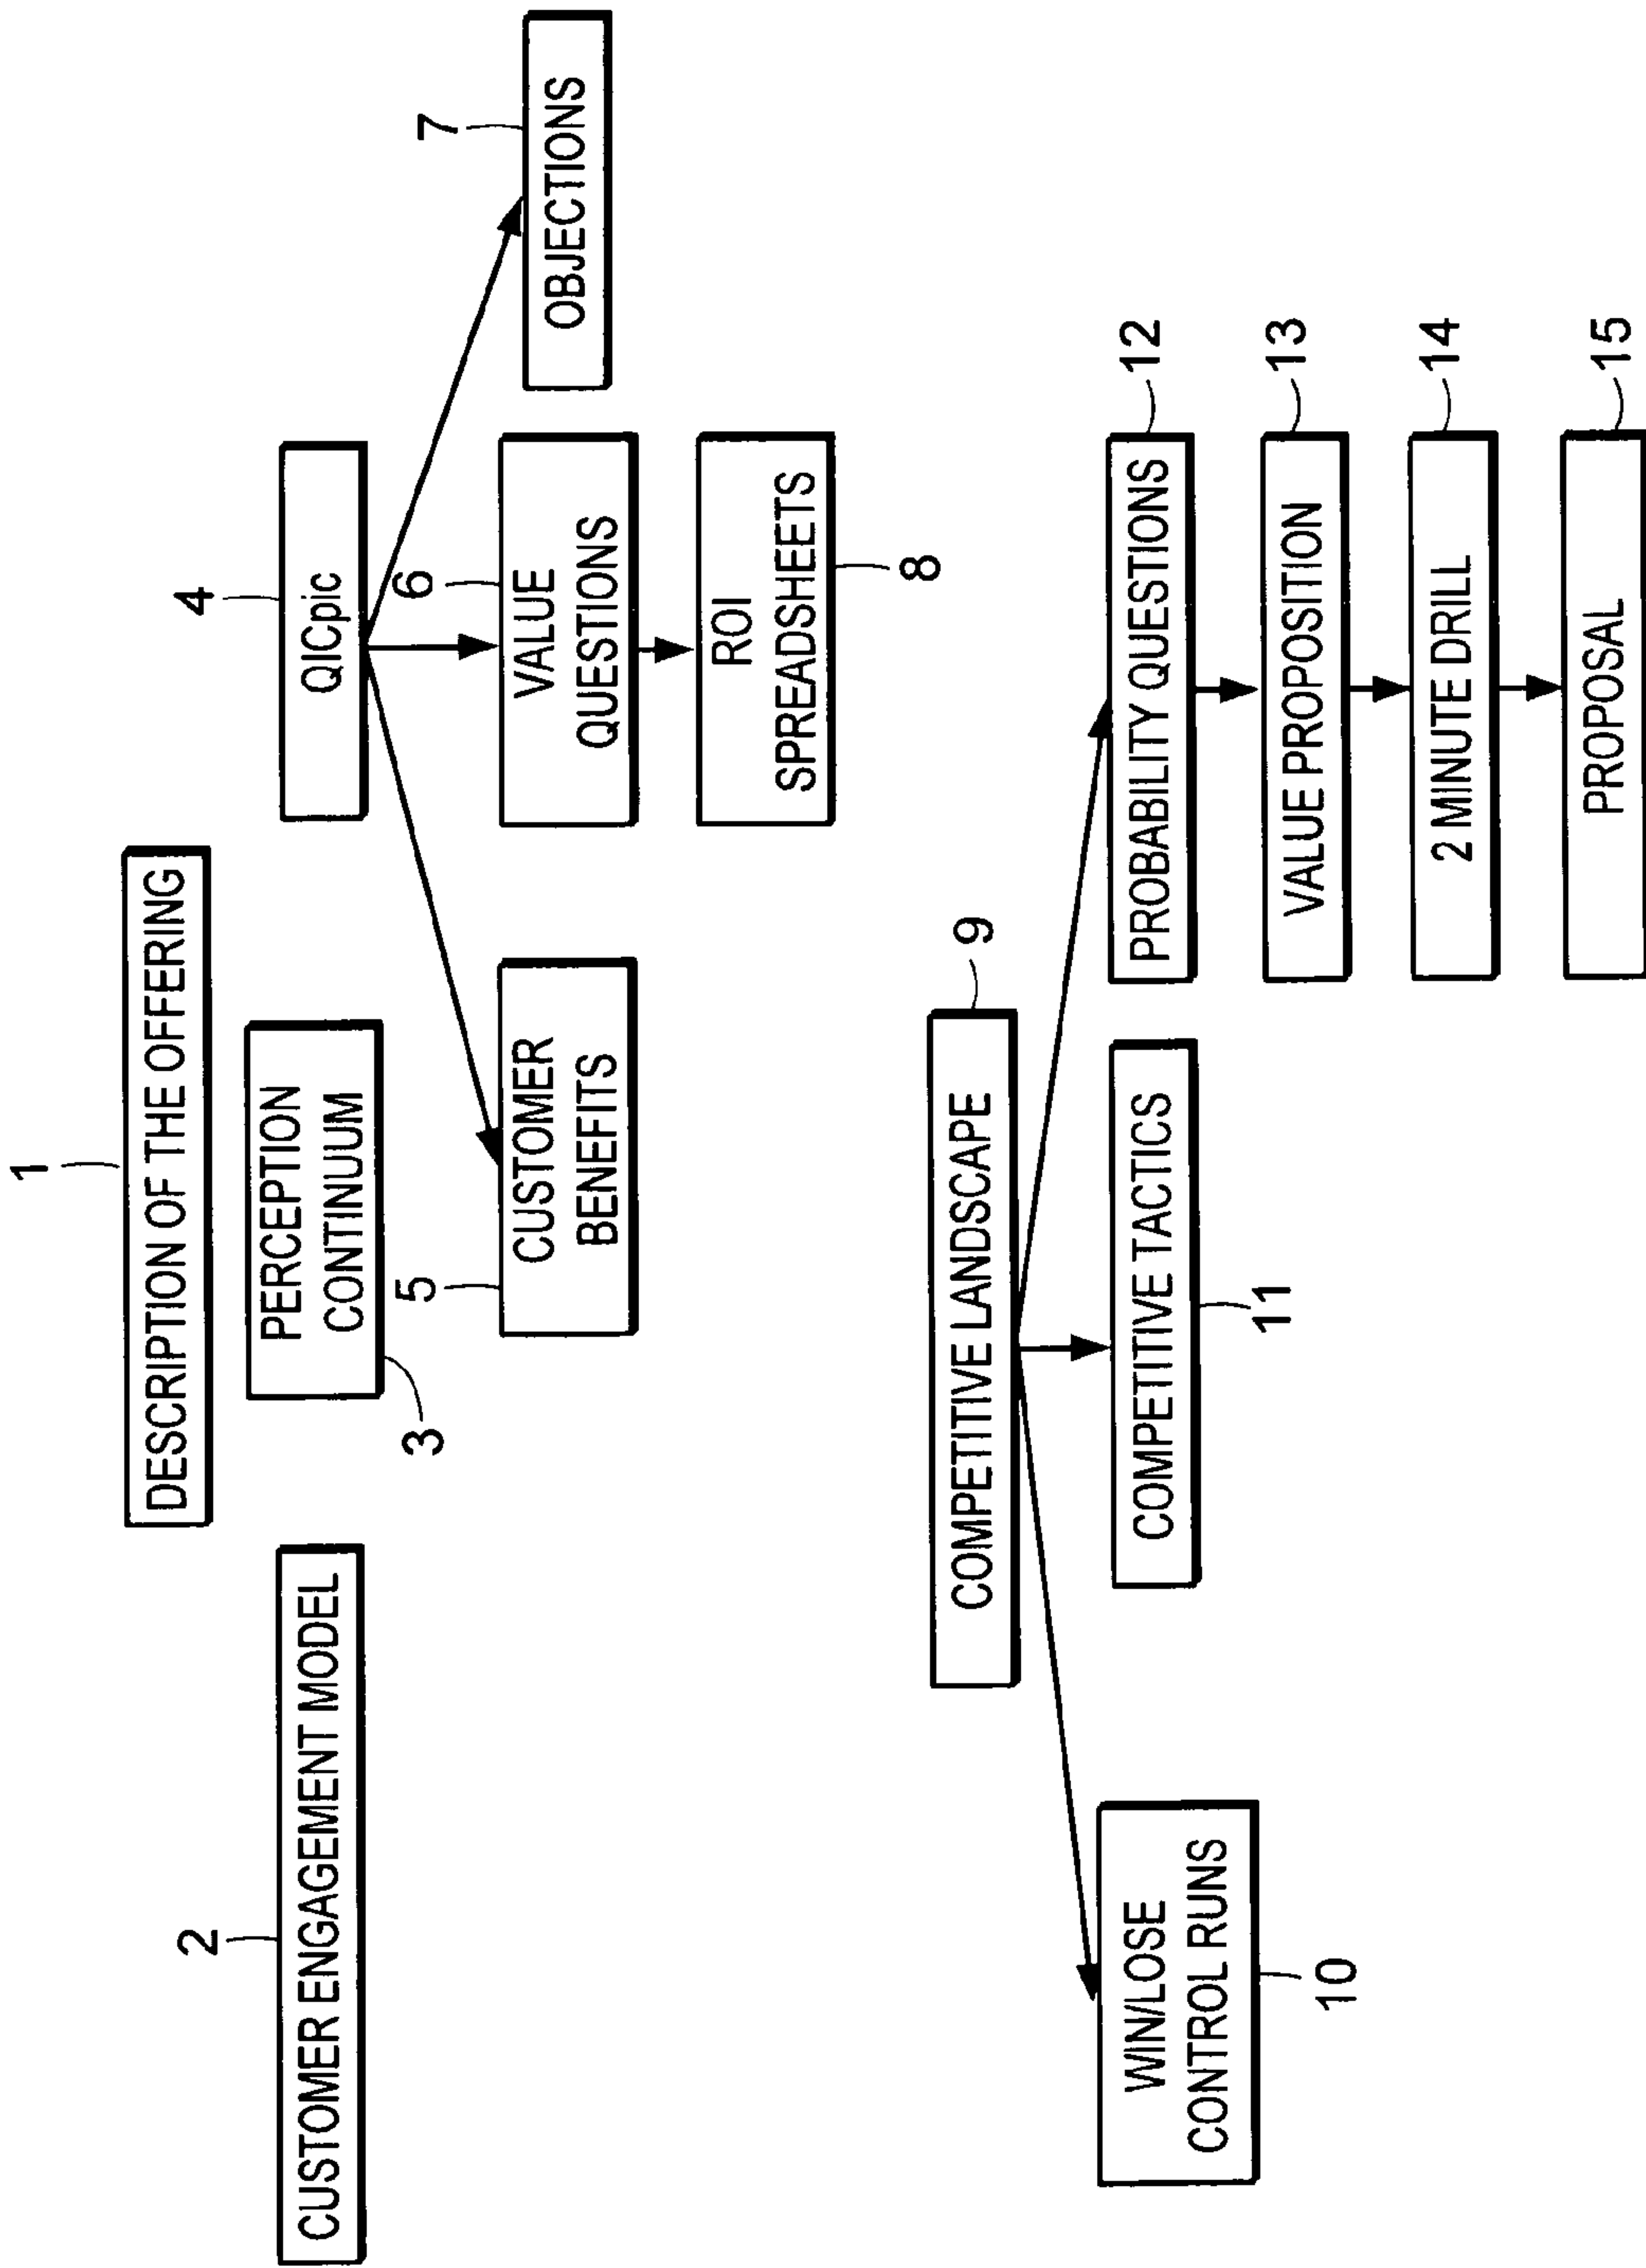 1
DESCRIPTION OF THE OFFERING
2
CUSTOMER ENGAGEMENT MODEL
PERCEPTION
CONTINUUM
3
4
QICpic
5
CUSTOMER
BENEFITS
6
VALUE
QUESTIONS
7
OBJECTIONS
ROI
SPREADSHEETS
8
COMPETITIVE LANDSCAPE
9
WIN/LOSE
CONTROL RUNS
10
COMPETITIVE TACTICS
11
PROBABILITY QUESTIONS
12
VALUE PROPOSITION
13
2 MINUTE DRILL
14
PROPOSAL
15